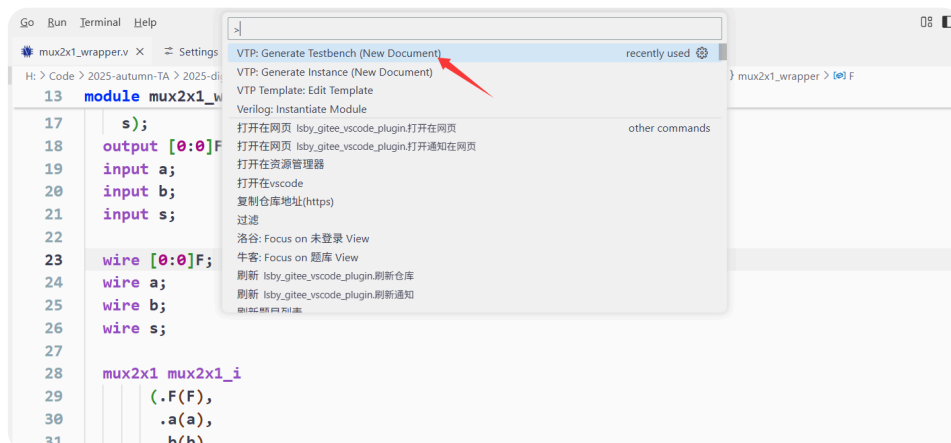 Go Run Terminal Help
>
mux2x1_wrapper.v Settings
VTP: Generate Testbench (New Document) recently used
H: > Code > 2025-autumn-TA > mux2x1_wrapper > F
VTP: Generate Instance (New Document)
13 module
VTP Template: Edit Template
Verilog: Instantiate Module
17 s);
打开在网页 lsby_gitee_vscode_plugin.打开在网页 other commands
18 output [0:0]F
打开在网页 lsby_gitee_vscode_plugin.打开通知在网页
19 input a;
打开在资源管理器
20 input b;
打开在vscode
21 input s;
复制仓库地址(https)
22
过滤
23 wire [0:0]F;
洛谷: Focus on 未登录 View
24 wire a;
牛客: Focus on 题库 View
25 wire b;
刷新 lsby_gitee_vscode_plugin.刷新仓库
26 wire s;
刷新 lsby_gitee_vscode_plugin.刷新通知
刷新题目列表
27
28 mux2x1 mux2x1_i
29 (.F(F),
30 .a(a),
31 .b(b)